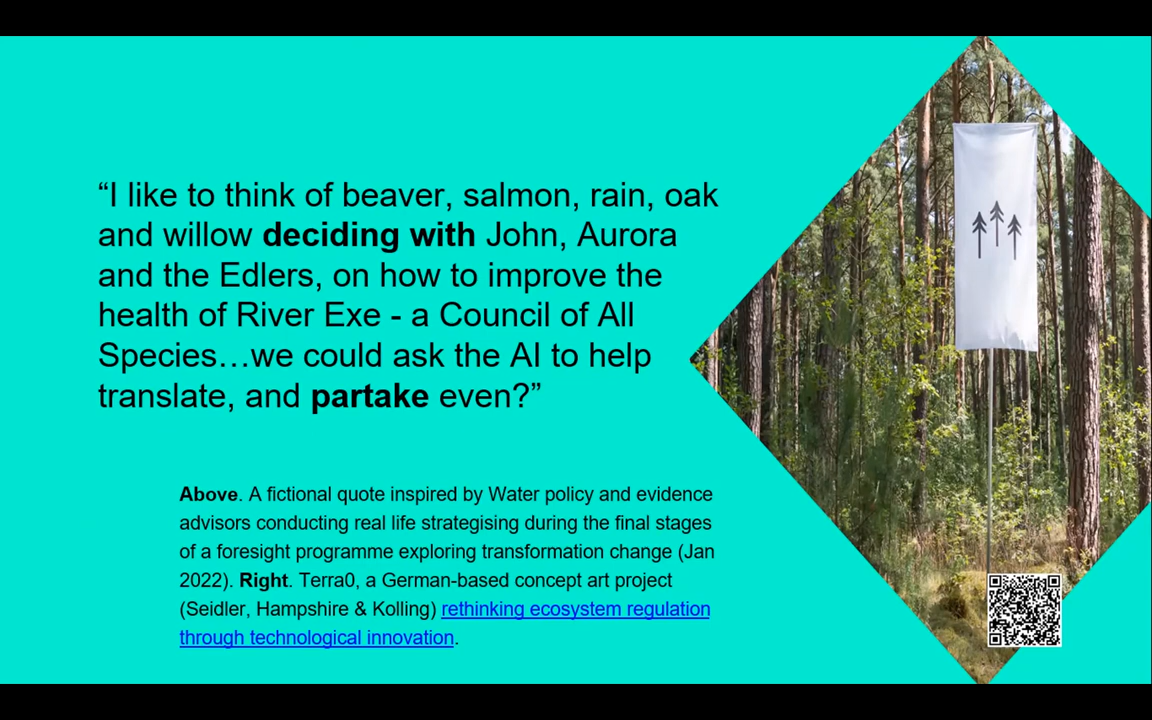 “I like to think of beaver, salmon, rain, oak
and willow deciding with John, Aurora
and the Edlers, on how to improve the
health of River Exe - a Council of All
Species…we could ask the AI to help
translate, and partake even?”
Above. A fictional quote inspired by Water policy and evidence
advisors conducting real life strategising during the final stages
of a foresight programme exploring transformation change (Jan
2022). Right. Terra0, a German-based concept art project
(Seidler, Hampshire & Kolling) rethinking ecosystem regulation
through technological innovation.